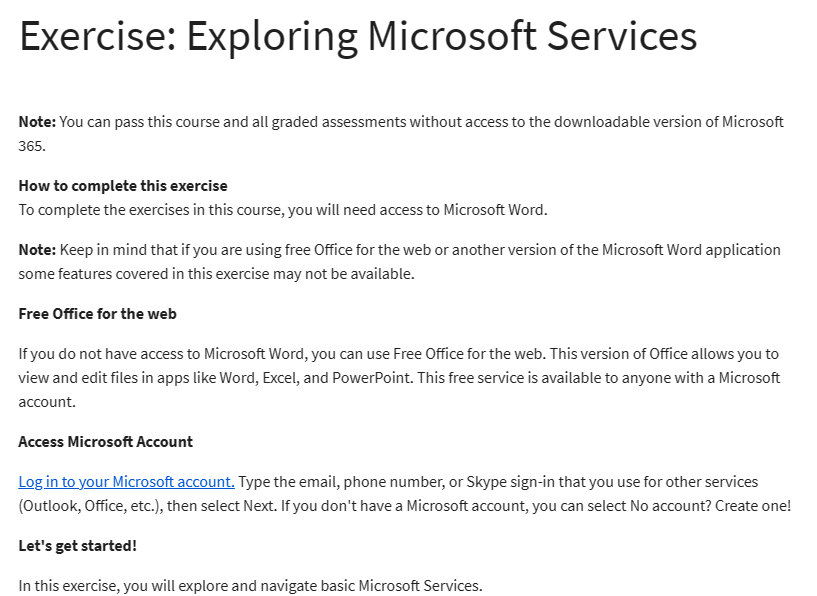 Exercise: Exploring Microsoft Services
Note: You can pass this course and all graded assessments without access to the downloadable version of Microsoft
365.
How to complete this exercise
To complete the exercises in this course, you will need access to Microsoft Word.
Note: Keep in mind that if you are using free Office for the web or another version of the Microsoft Word application
some features covered in this exercise may not be available.
Free Office for the web
If you do not have access to Microsoft Word, you can use Free Office for the web. This version of Office allows you to
view and edit files in apps like Word, Excel, and PowerPoint. This free service is available to anyone with a Microsoft
account.
Access Microsoft Account
Log in to your Microsoft account. Type the email, phone number, or Skype sign-in that you use for other services
(Outlook, Office, etc.), then select Next. If you don't have a Microsoft account, you can select No account? Create one!
Let's get started!
In this exercise, you will explore and navigate basic Microsoft Services.